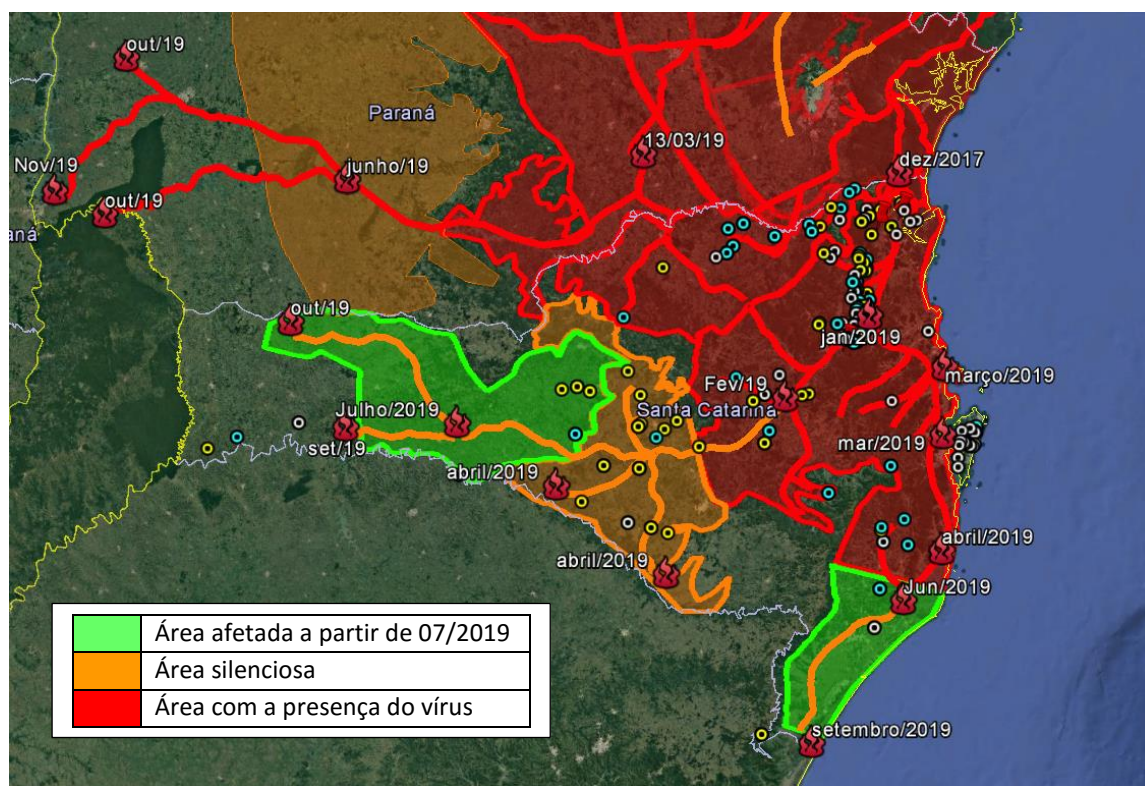 out/19
Paraná
13/03/19
Nov/19
junho/19
dez/2017
out/19
aná
out/19
jan/2019
março/2019
Fev/19
Santa Catarina
Julho/2019
mar/2019
set/19
abril/2019
abril/2019
abril/2019
Jun/2019
Área afetada a partir de 07/2019
Área silenciosa
Área com a presença do vírus
setembro/2019